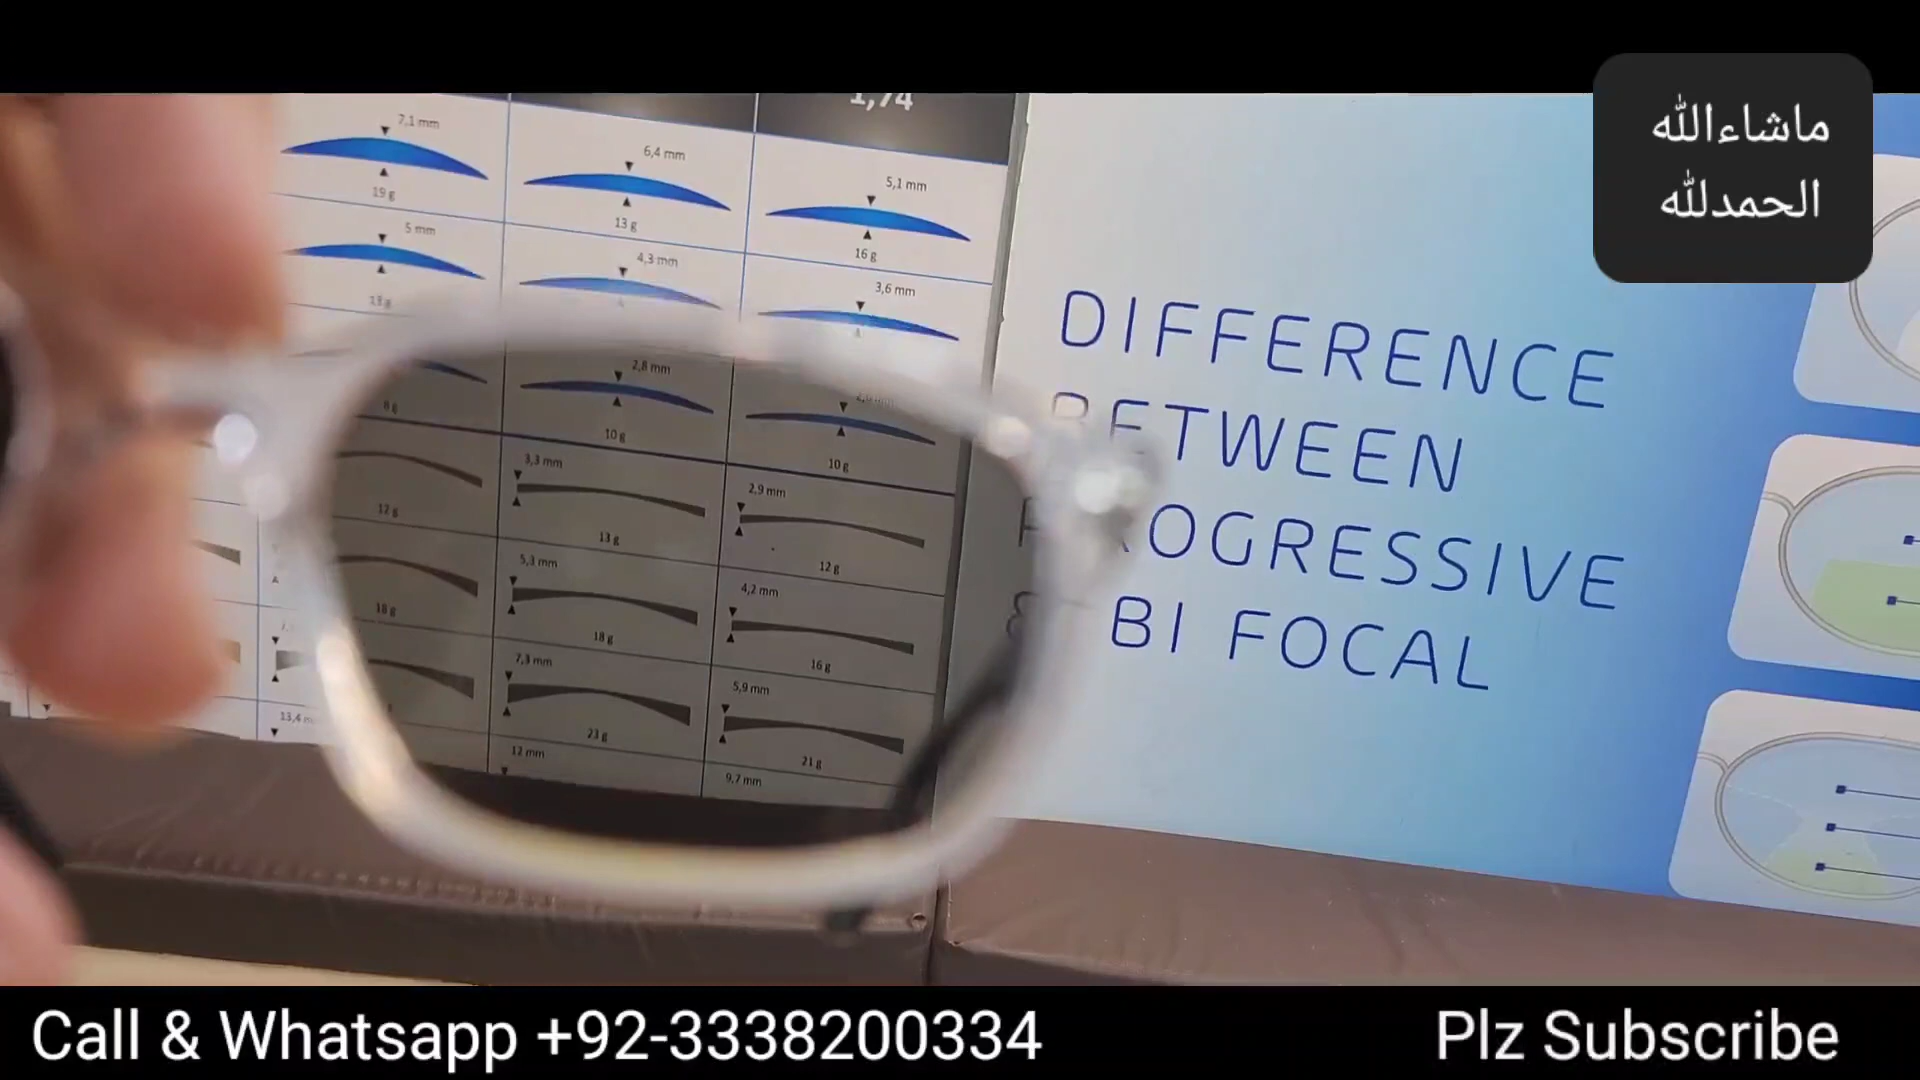 1,74
ماشاءالله
الحمدلله
7,1 mm
6,4 mm
5,1 mm
19 g
13 g
16 g
5 mm
4,3 mm
3,6 mm
2,8 mm
8 g
10 g
10 g
3,3 mm
2,9 mm
12 g
13 g
12 g
5,3 mm
4,2 mm
18 g
18 g
16 g
7,3 mm
5,9 mm
23 g
21 g
12 mm
9,7 mm
DIFFERENCE
BETWEEN
PROGRESSIVE
& BI FOCAL
Call & Whatsapp +92-3338200334
Plz Subscribe